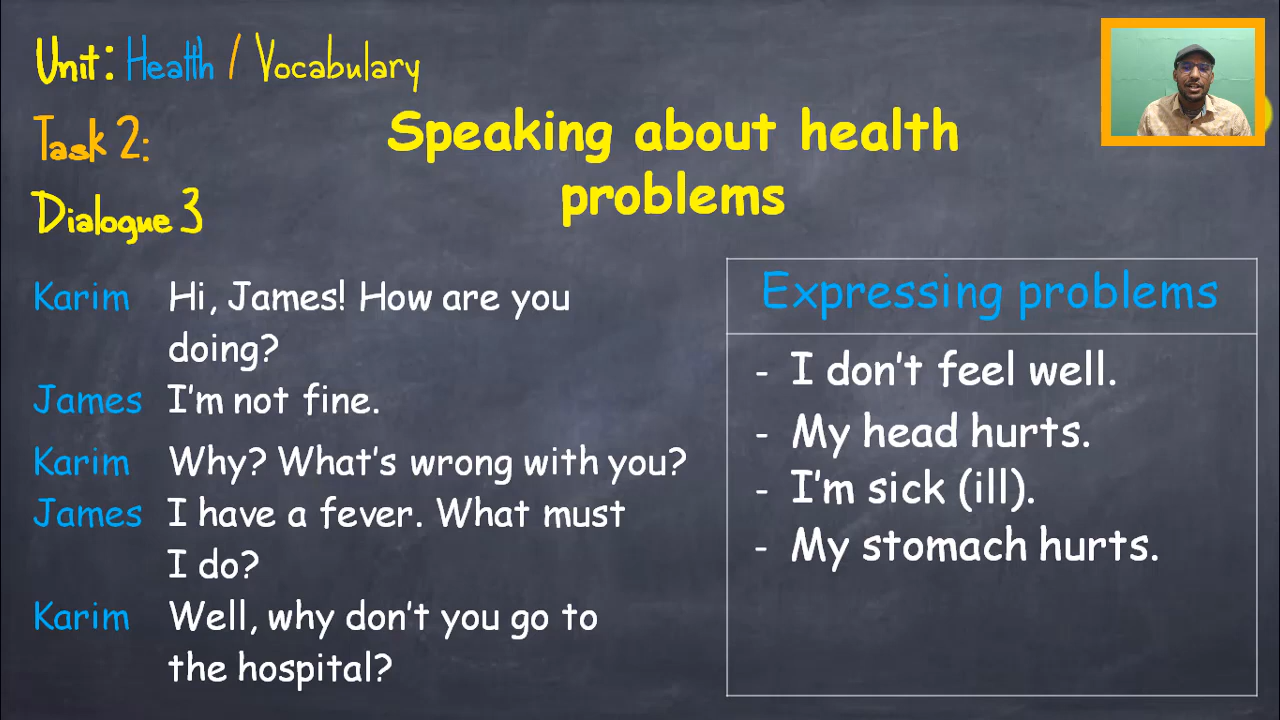 Unit: Health / Vocabulary
Task 2:
Speaking about health
problems
Dialogue 3
Karim Hi, James! How are you
doing?
James I'm not fine.
Karim Why? What's wrong with you?
James I have a fever. What must
I do?
Karim Well, why don't you go to
the hospital?
Expressing problems
- I don't feel well.
- My head hurts.
- I'm sick (ill).
- My stomach hurts.